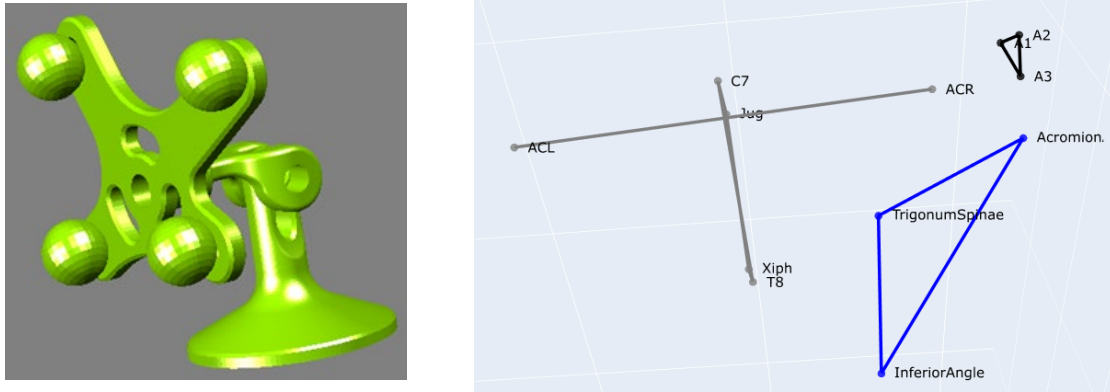 A2
A1
A3
C7
ACR
Jug
ACL
Acromion.
TrigonumSpinae
Xiph
T8
InferiorAngle